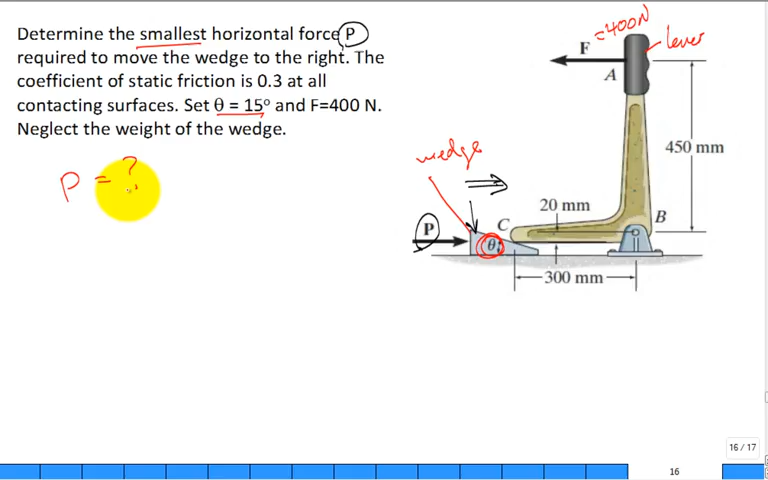 Determine the smallest horizontal force P
required to move the wedge to the right. The
coefficient of static friction is 0.3 at all
contacting surfaces. Set θ = 15° and F=400 N.
Neglect the weight of the wedge.
P = ?
=400N
lever
F
A
wedge
450 mm
20 mm
C
B
P
θ
300 mm
16 / 17
16